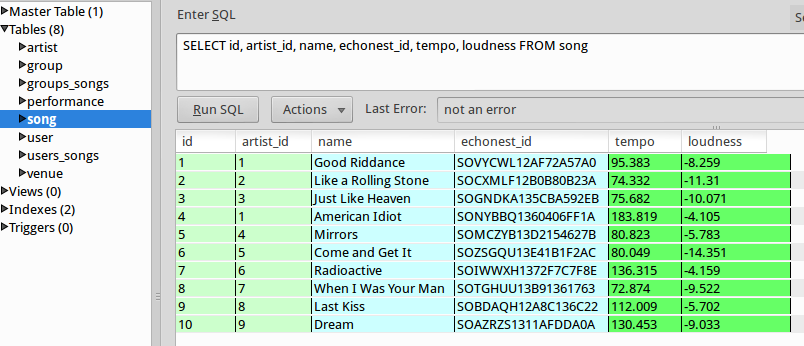 Master Table (1)
Tables (8)
artist
group
groups_songs
performance
song
user
users_songs
venue
Views (0)
Indexes (2)
Triggers (0)
Enter SQL
SELECT id, artist_id, name, echonest_id, tempo, loudness FROM song
Run SQL Actions Last Error: not an error
id artist_id name echonest_id tempo loudness
1 1 Good Riddance SOVYCWL12AF72A57A0 95.383 -8.259
2 2 Like a Rolling Stone SOCXMLF12B0B80B23A 74.332 -11.31
3 3 Just Like Heaven SOGNDKA135CBA592EB 75.682 -10.071
4 1 American Idiot SONYBBQ1360406FF1A 183.819 -4.105
5 4 Mirrors SOMCZYB13D2154627B 80.823 -5.783
6 5 Come and Get It SOZSGQU13E41B1F2AC 80.049 -14.351
7 6 Radioactive SOIWWXH1372F7C7F8E 136.315 -4.159
8 7 When I Was Your Man SOTGHUU13B91361763 72.874 -9.522
9 8 Last Kiss SOBDAQH12A8C136C22 112.009 -5.702
10 9 Dream SOAZRZS1311AFDDA0A 130.453 -9.033